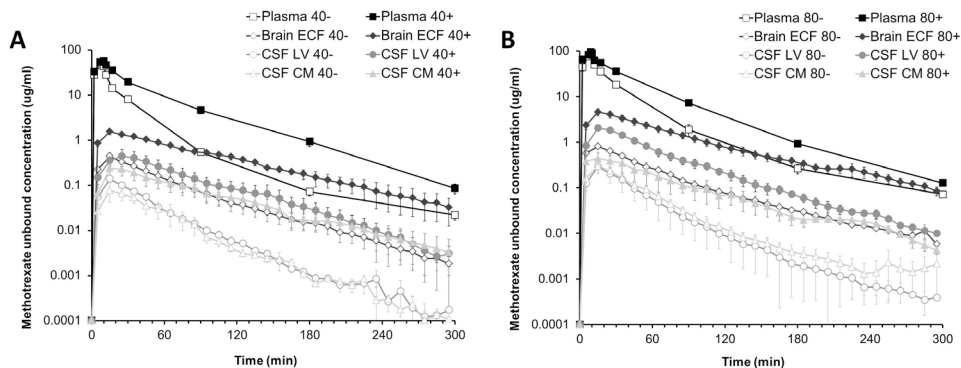 A
Plasma 40- Plasma 40+
Brain ECF 40- Brain ECF 40+
CSF LV 40- CSF LV 40+
CSF CM 40- CSF CM 40+
Methotrexate unbound concentration (ug/ml)
100
10
1
0.1
0.01
0.001
0.0001
0 60 120 180 240 300
Time (min)
B
Plasma 80- Plasma 80+
Brain ECF 80- Brain ECF 80+
CSF LV 80- CSF LV 80+
CSF CM 80- CSF CM 80+
Methotrexate unbound concentration (ug/ml)
100
10
1
0.1
0.01
0.001
0.0001
0 60 120 180 240 300
Time (min)